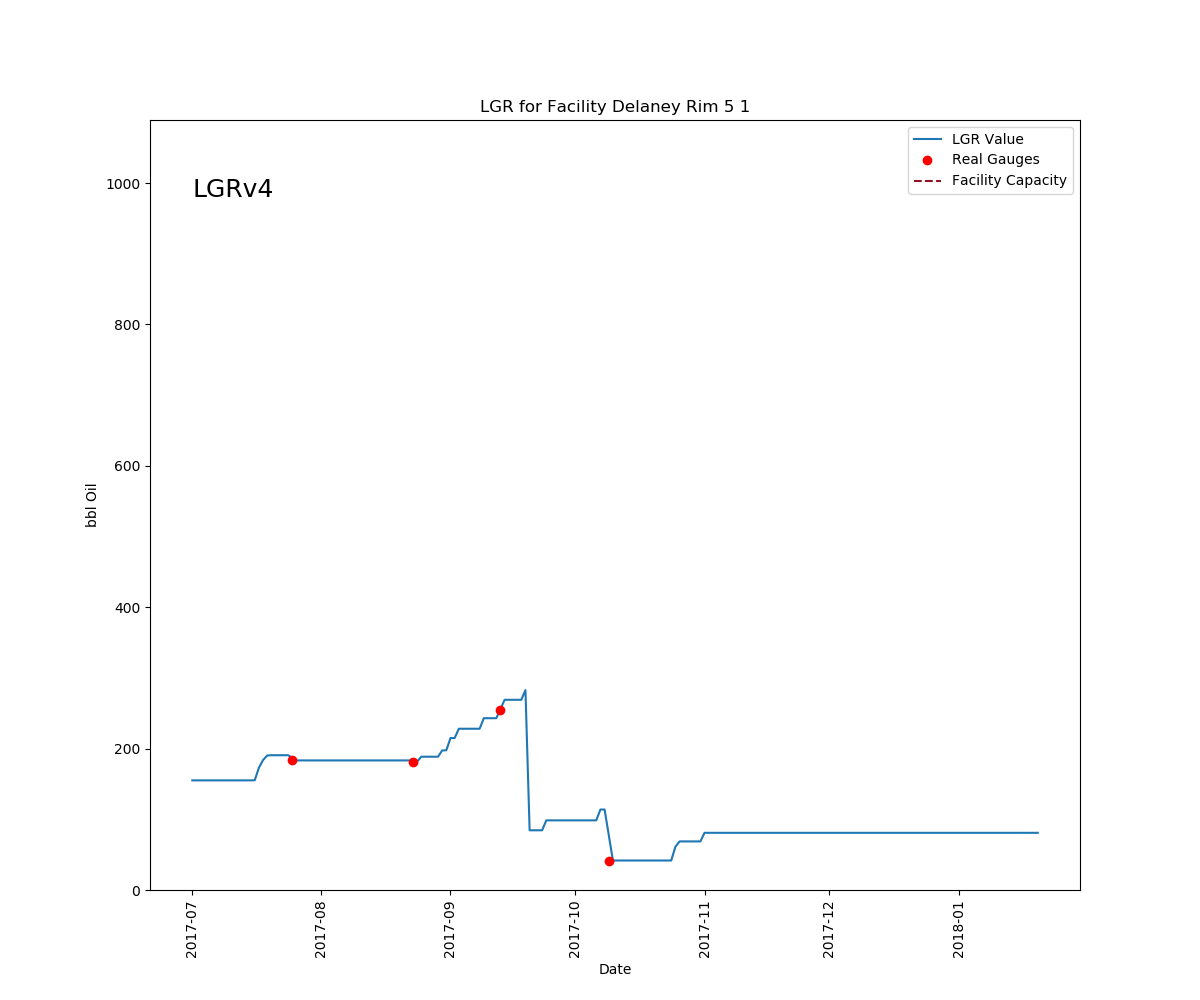 LGR for Facility Delaney Rim 5 1
LGRv4
LGR Value
Real Gauges
Facility Capacity
bbl Oil
1000
800
600
400
200
0
2017-07
2017-08
2017-09
2017-10
2017-11
2017-12
2018-01
Date